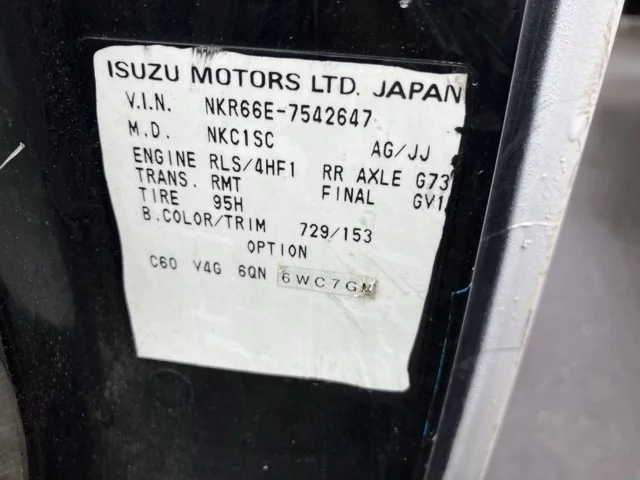 ISUZU MOTORS LTD. JAPAN
V.I.N. NKR66E-7542647
M.D. NKC1SC AG/JJ
ENGINE RLS/4HF1 RR AXLE G73
TRANS. RMT FINAL GV1
TIRE 95H
B.COLOR/TRIM 729/153
OPTION
C60 V4G 6QN 6WC7GM